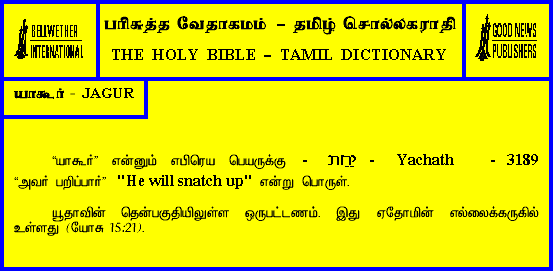 BELLWETHER
INTERNATIONAL
பரிசுத்த வேதாகமம் – தமிழ் சொல்லகராதி
THE HOLY BIBLE – TAMIL DICTIONARY
GOOD NEWS
PUBLISHERS
யாகூர் - JAGUR
“யாகூர்” என்னும் எபிரெய பெயருக்கு - - Yachath - 3189
“அவர் பறிப்பார்” "He will snatch up" என்று பொருள்.
யூதாவின் தென்பகுதியிலுள்ள ஒருபட்டணம். இது ஏதோமின் எல்லைக்கருகில்
உள்ளது (யோசு 15:21).